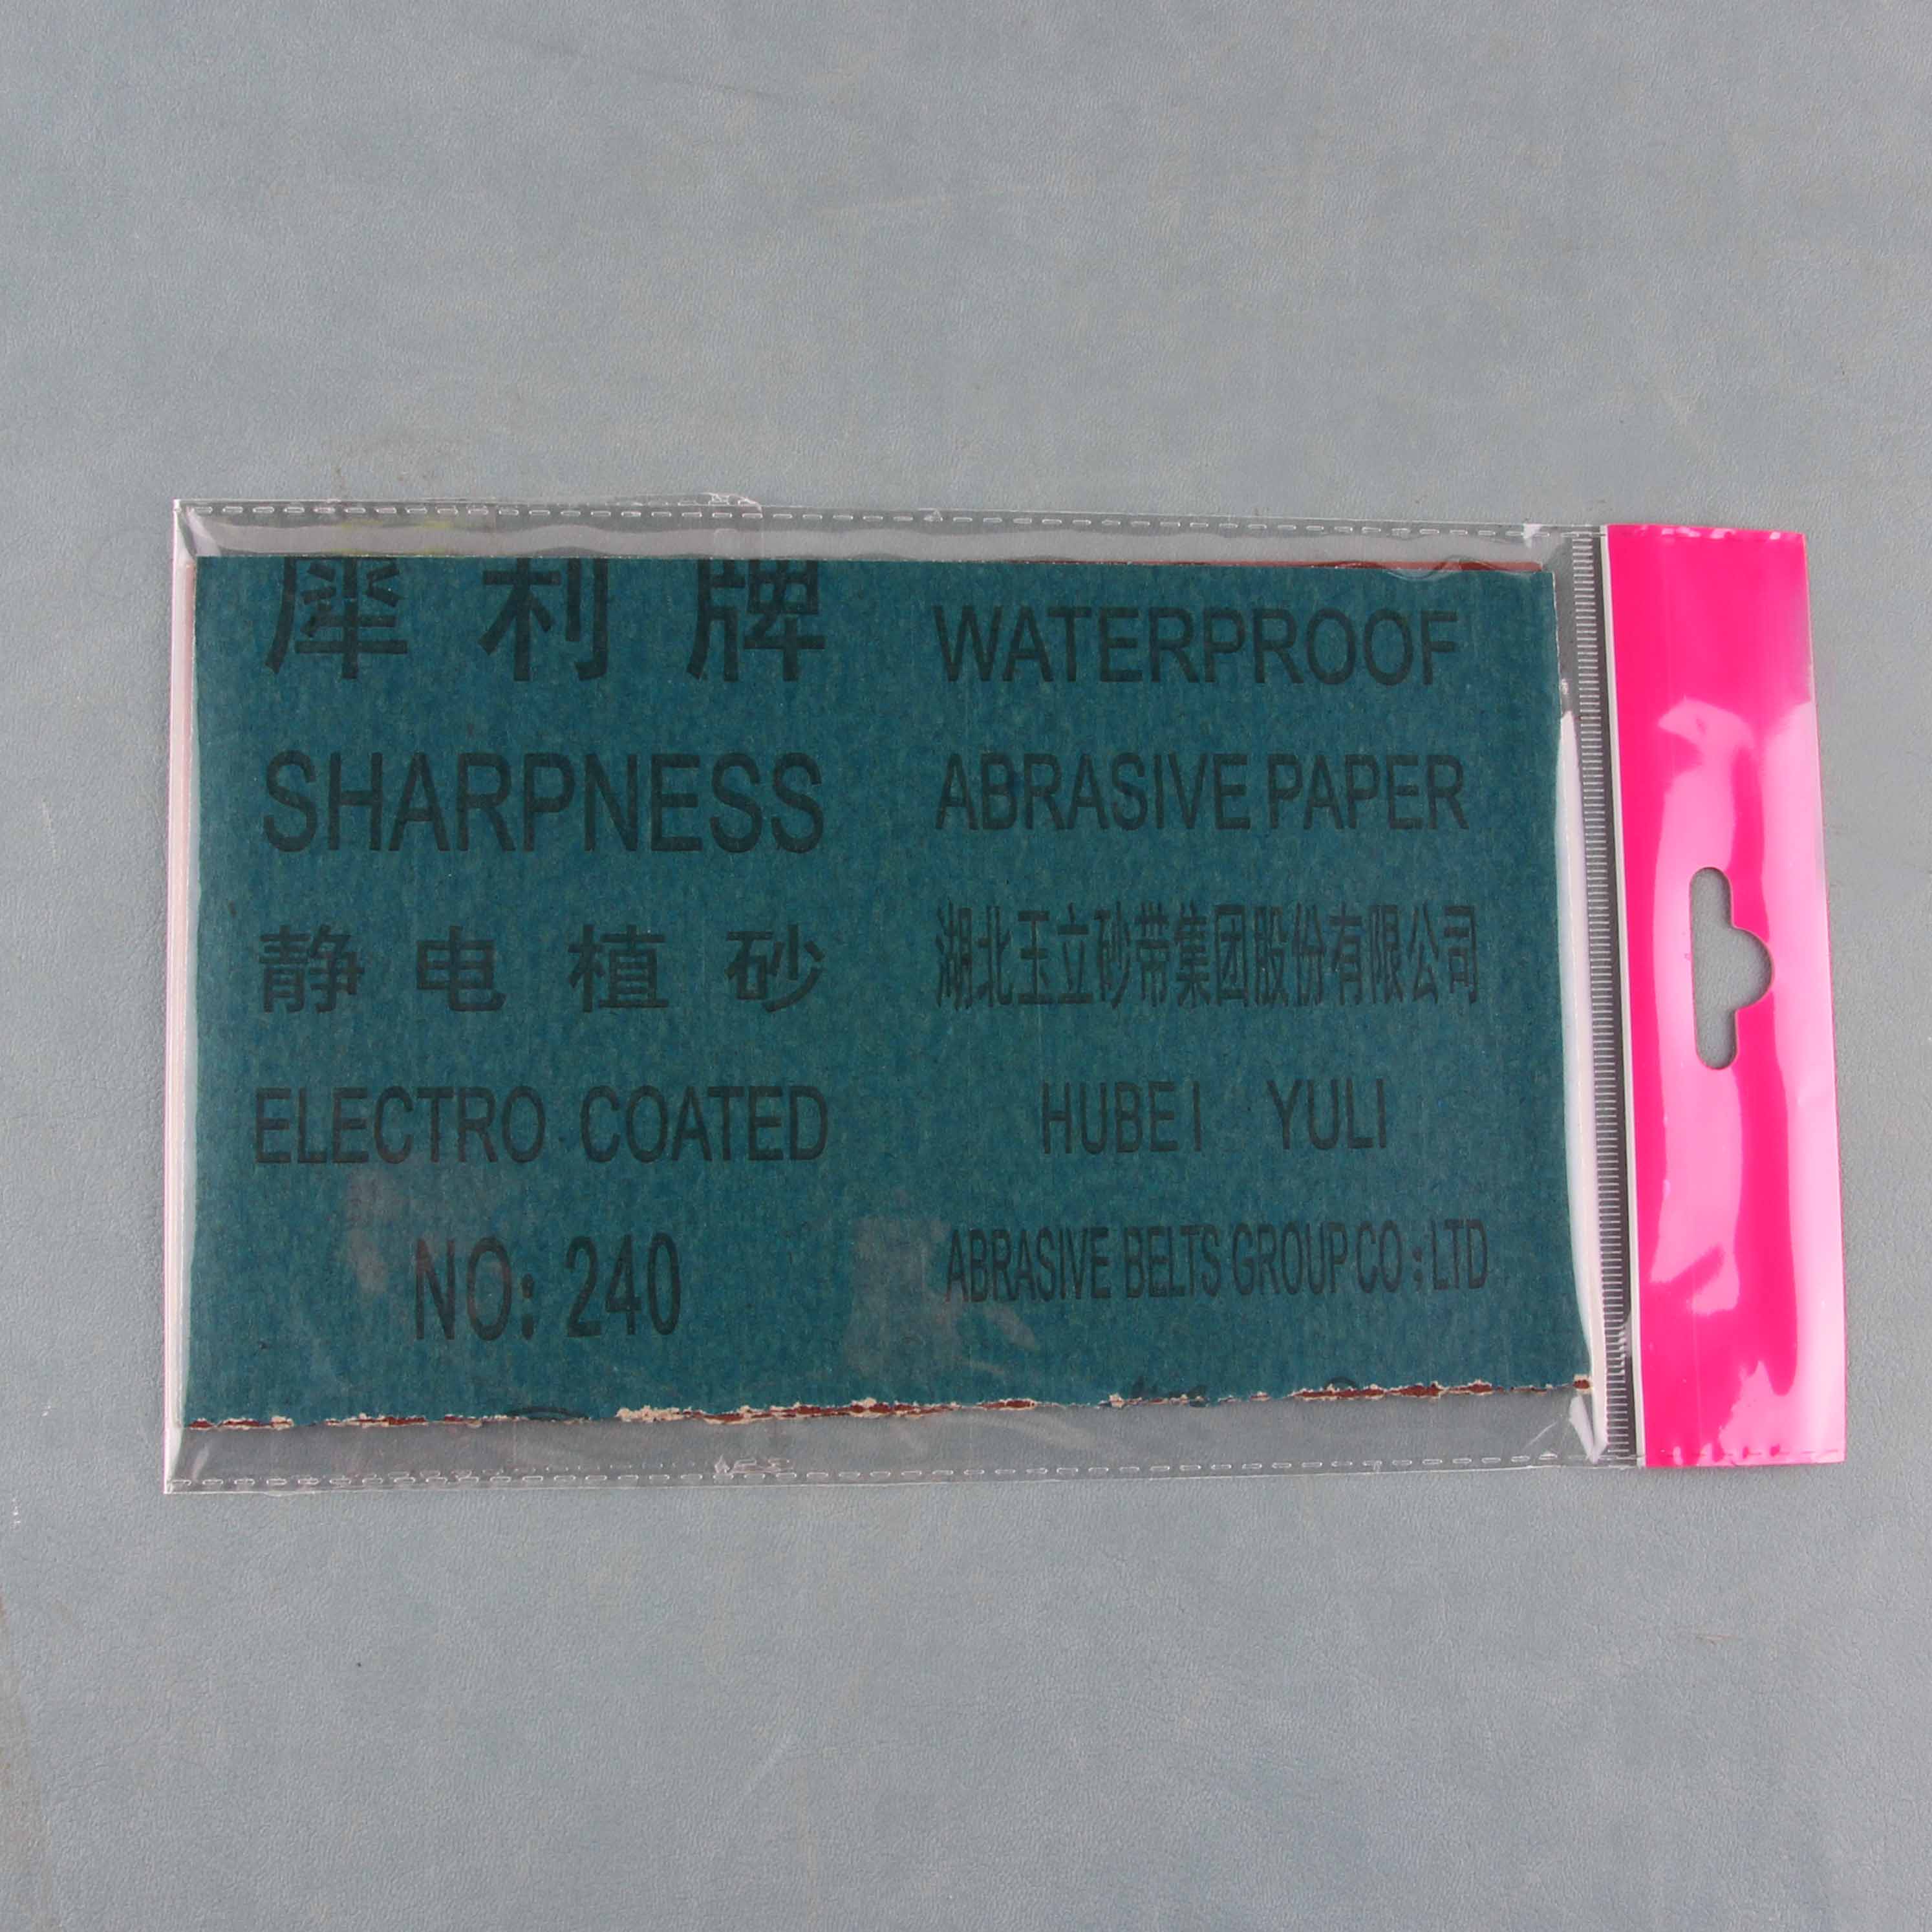 犀利牌
SHARPNESS
静电植砂
ELECTRO COATED
NO: 240
WATERPROOF
ABRASIVE PAPER
湖北玉立砂带集团股份有限公司
HUBEI YULI
ABRASIVE BELTS GROUP CO:LTD